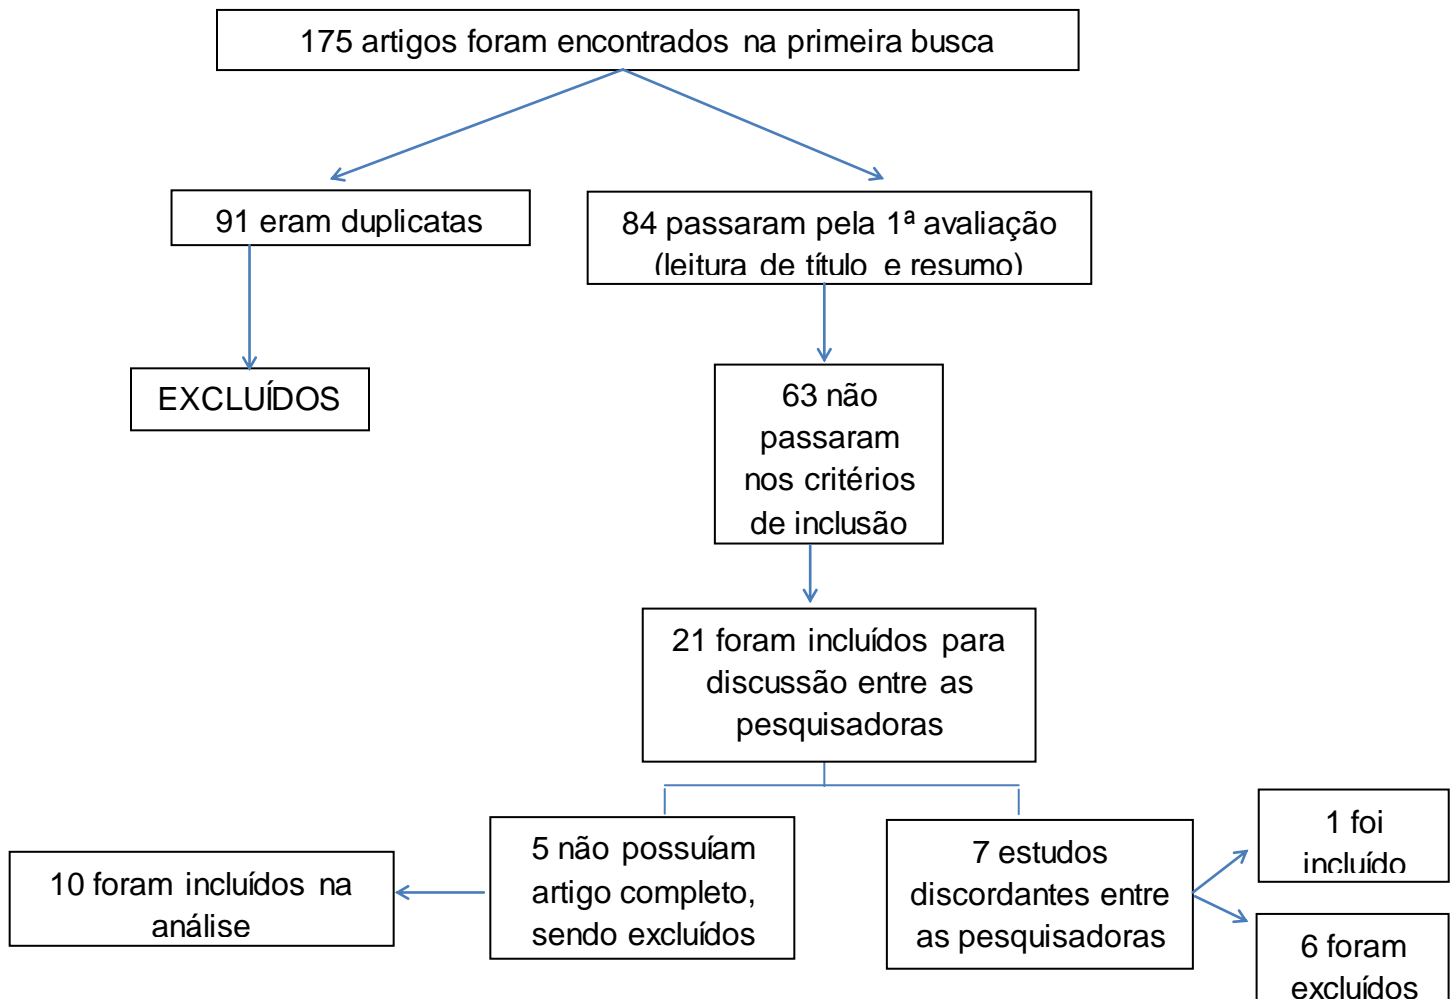 175 artigos foram encontrados na primeira busca
91 eram duplicatas
84 passaram pela 1ª avaliação
(leitura de título e resumo)
EXCLUÍDOS
63 não
passaram
nos critérios
de inclusão
21 foram incluídos para
discussão entre as
pesquisadoras
10 foram incluídos na
análise
5 não possuíam
artigo completo,
sendo excluídos
7 estudos
discordantes entre
as pesquisadoras
1 foi
incluído
6 foram
excluídos